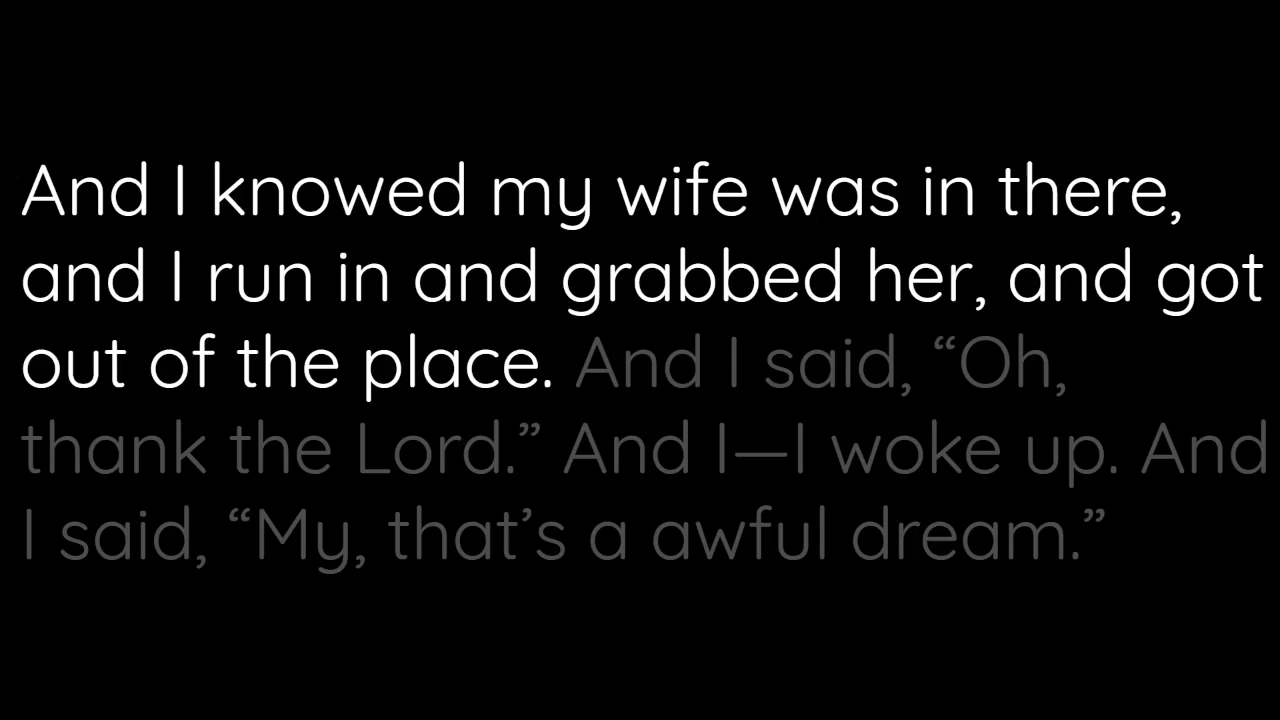 And I knowed my wife was in there,
and I run in and grabbed her, and got
out of the place. And I said, “Oh,
thank the Lord.” And I—I woke up. And
I said, “My, that’s a awful dream.”